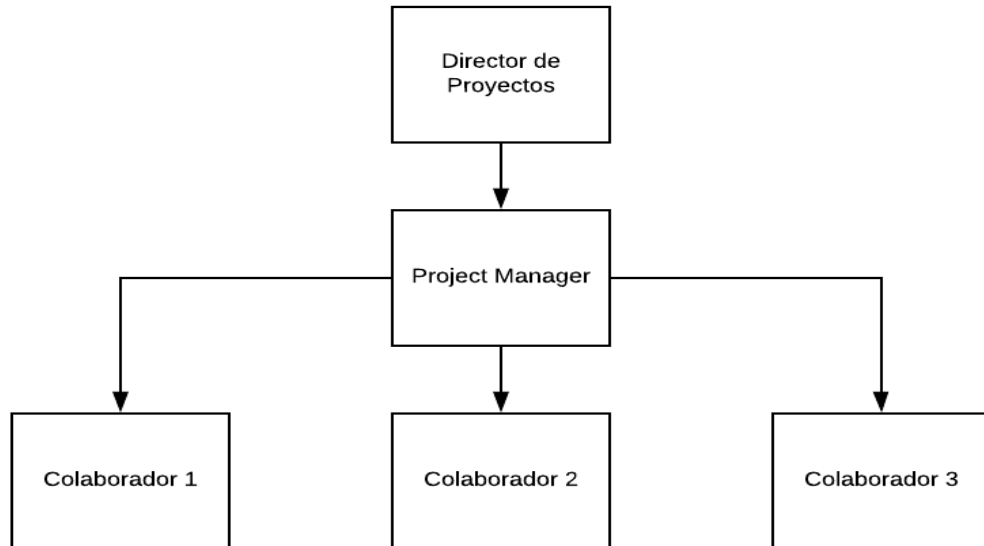 Director de
Proyectos
Project Manager
Colaborador 1
Colaborador 2
Colaborador 3